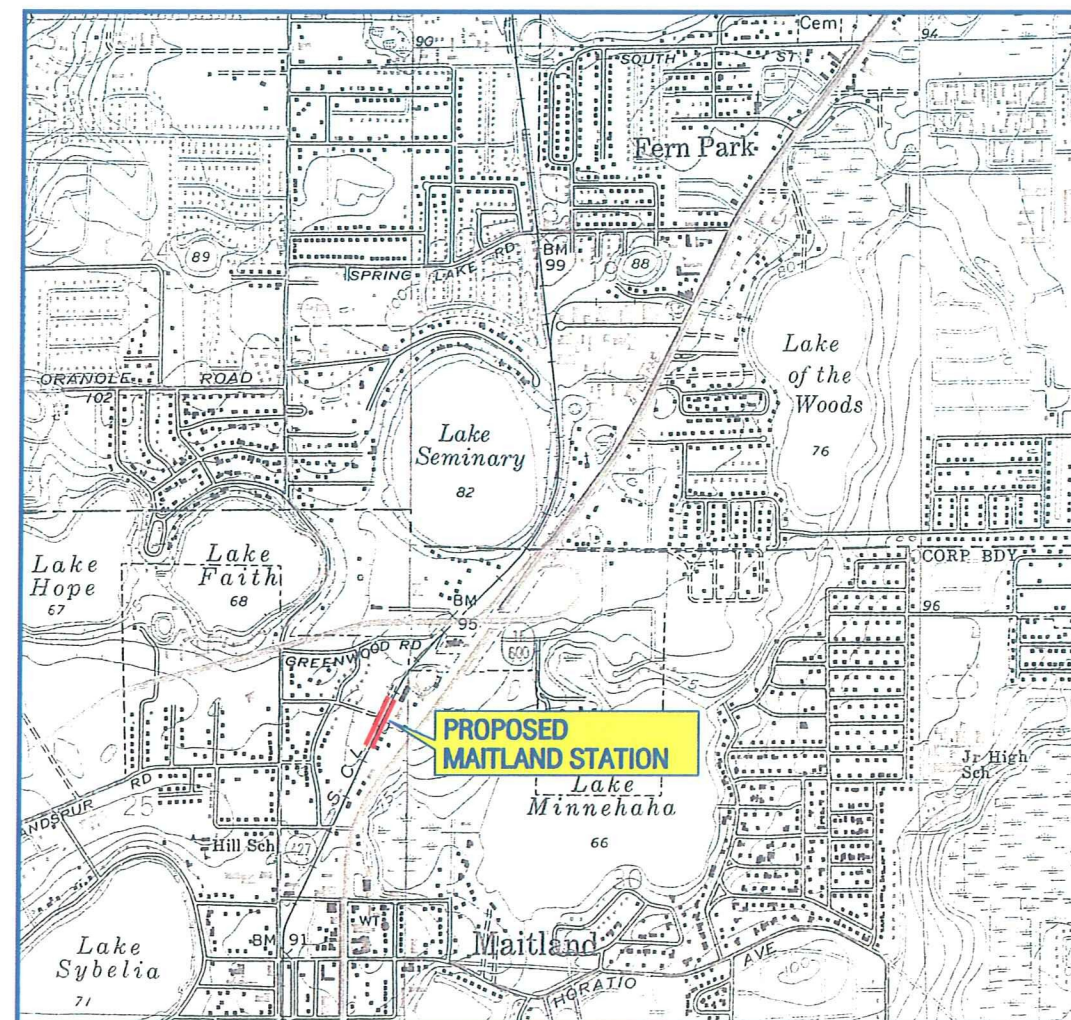 Cem
90
94
SOUTH ST
Fern Park
89
SPRING LAKE RD
BM
99
88
80
Lake
of the
Woods
76
ORANOLE ROAD
102
Lake
Seminary
82
Lake
Hope
67
Lake
Faith
68
CORP BDY
BM
95
96
GREENWOOD RD
600
75
PROPOSED
MAITLAND STATION
S C L
Jr High
Sch
Lake
Minnehaha
66
ANDSPUR RD
25
75
Hill Sch
427
30
WT
BM 91
Maitland
Lake
Sybelia
71
HORATIO AVE